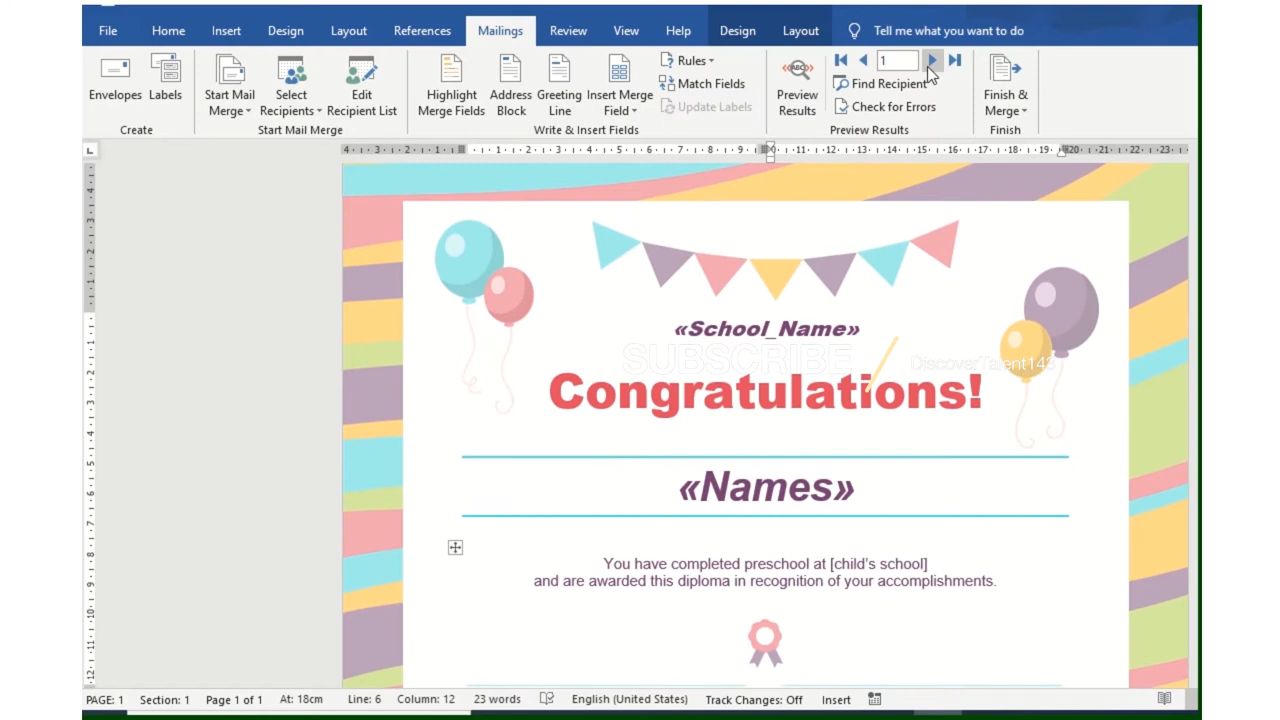 File Home Insert Design Layout References Mailings Review View Help Design Layout Tell me what you want to do
Envelopes Labels
Create
Start Mail Merge Select Recipients Edit Recipient List
Start Mail Merge
Highlight Merge Fields Address Block Greeting Line Insert Merge Field
Rules
Match Fields
Update Labels
Write & Insert Fields
ABC
Preview Results
1
Find Recipient
Check for Errors
Preview Results
Finish & Merge
Finish
«School_Name»
SUBSCRIBE
DiscoverTalent143
Congratulations!
«Names»
You have completed preschool at [child's school]
and are awarded this diploma in recognition of your accomplishments.
PAGE: 1 Section: 1 Page 1 of 1 At: 18cm Line: 6 Column: 12 23 words English (United States) Track Changes: Off Insert